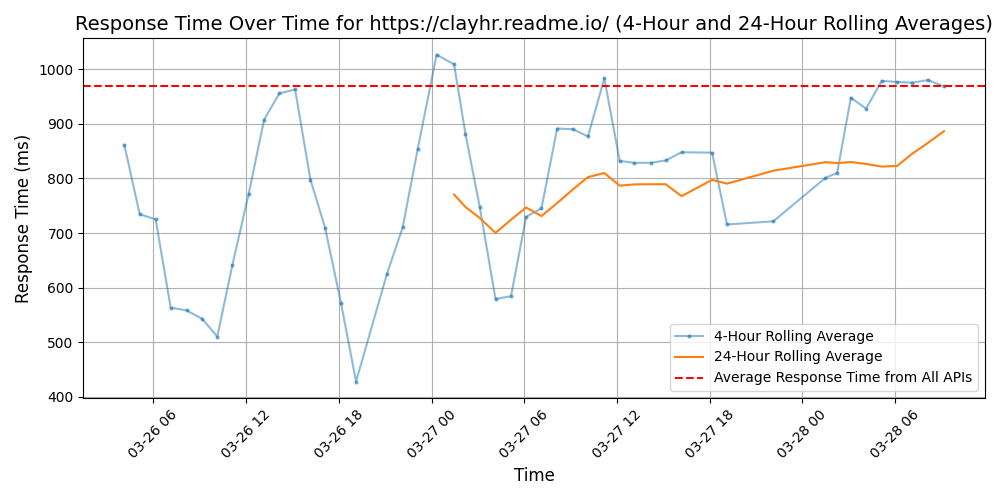 Response Time Over Time for https://clayhr.readme.io/ (4-Hour and 24-Hour Rolling Averages)
Response Time (ms)
1000
900
800
700
600
500
400
4-Hour Rolling Average
24-Hour Rolling Average
Average Response Time from All APIs
03-26 06
03-26 12
03-26 18
03-27 00
03-27 06
03-27 12
03-27 18
03-28 00
03-28 06
Time